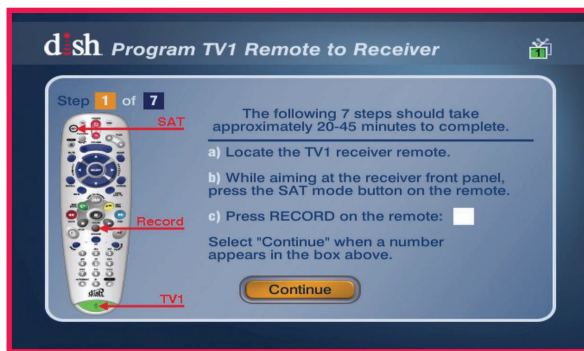 dish Program TV1 Remote to Receiver
1
Step 1 of 7
SAT
Record
TV1
The following 7 steps should take
approximately 20-45 minutes to complete.
a) Locate the TV1 receiver remote.
b) While aiming at the receiver front panel,
press the SAT mode button on the remote.
c) Press RECORD on the remote:
Select "Continue" when a number
appears in the box above.
Continue